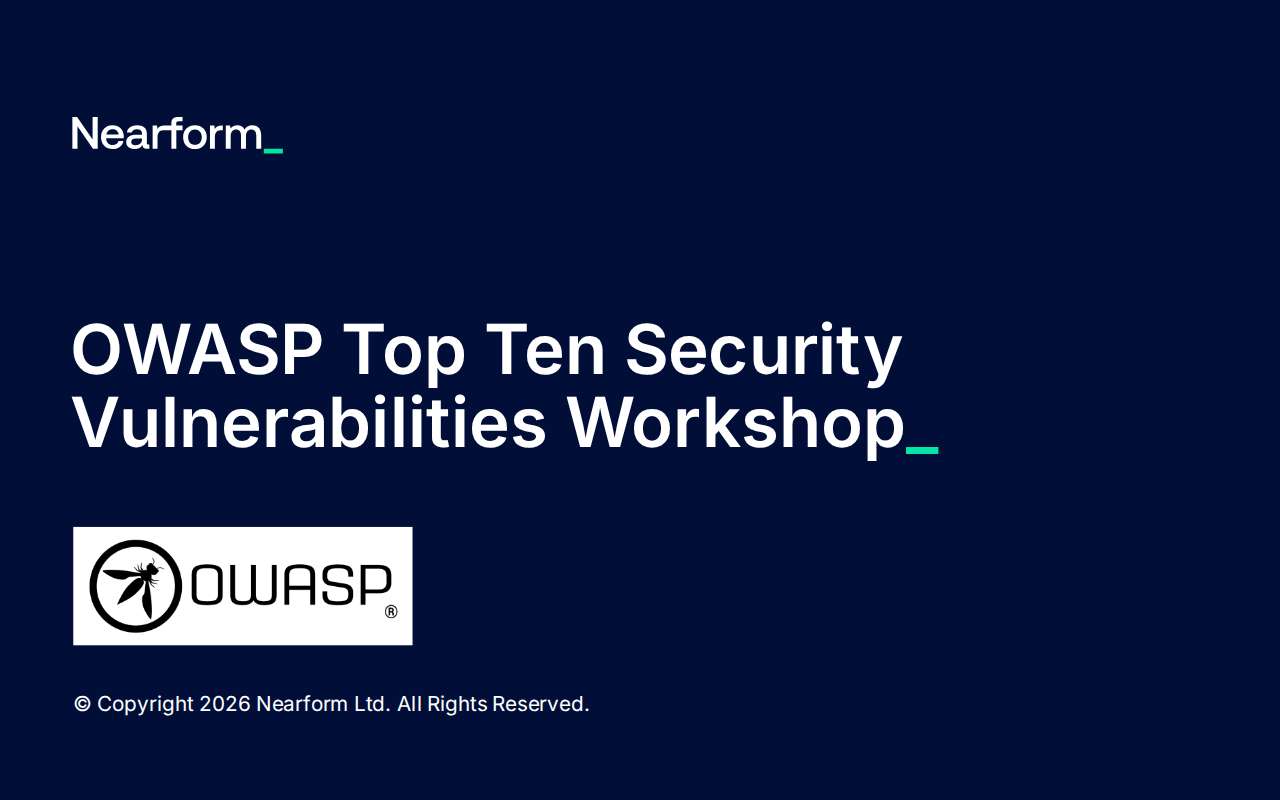 Nearform_
OWASP Top Ten Security
Vulnerabilities Workshop_
OWASP®
© Copyright 2026 Nearform Ltd. All Rights Reserved.